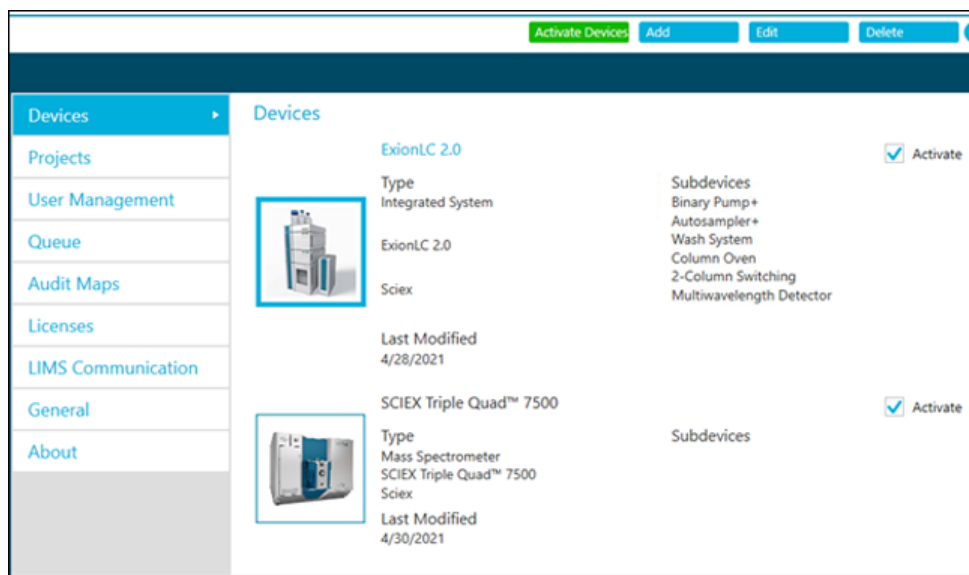 Activate Devices Add Edit Delete
Devices
Projects
User Management
Queue
Audit Maps
Licenses
LIMS Communication
General
About
Devices
ExionLC 2.0
Activate
Type
Integrated System
ExionLC 2.0
Sciex
Subdevices
Binary Pump+
Autosampler+
Wash System
Column Oven
2-Column Switching
Multiwavelength Detector
Last Modified
4/28/2021
SCIEX Triple Quad™ 7500
Activate
Type
Mass Spectrometer
SCIEX Triple Quad™ 7500
Sciex
Subdevices
Last Modified
4/30/2021